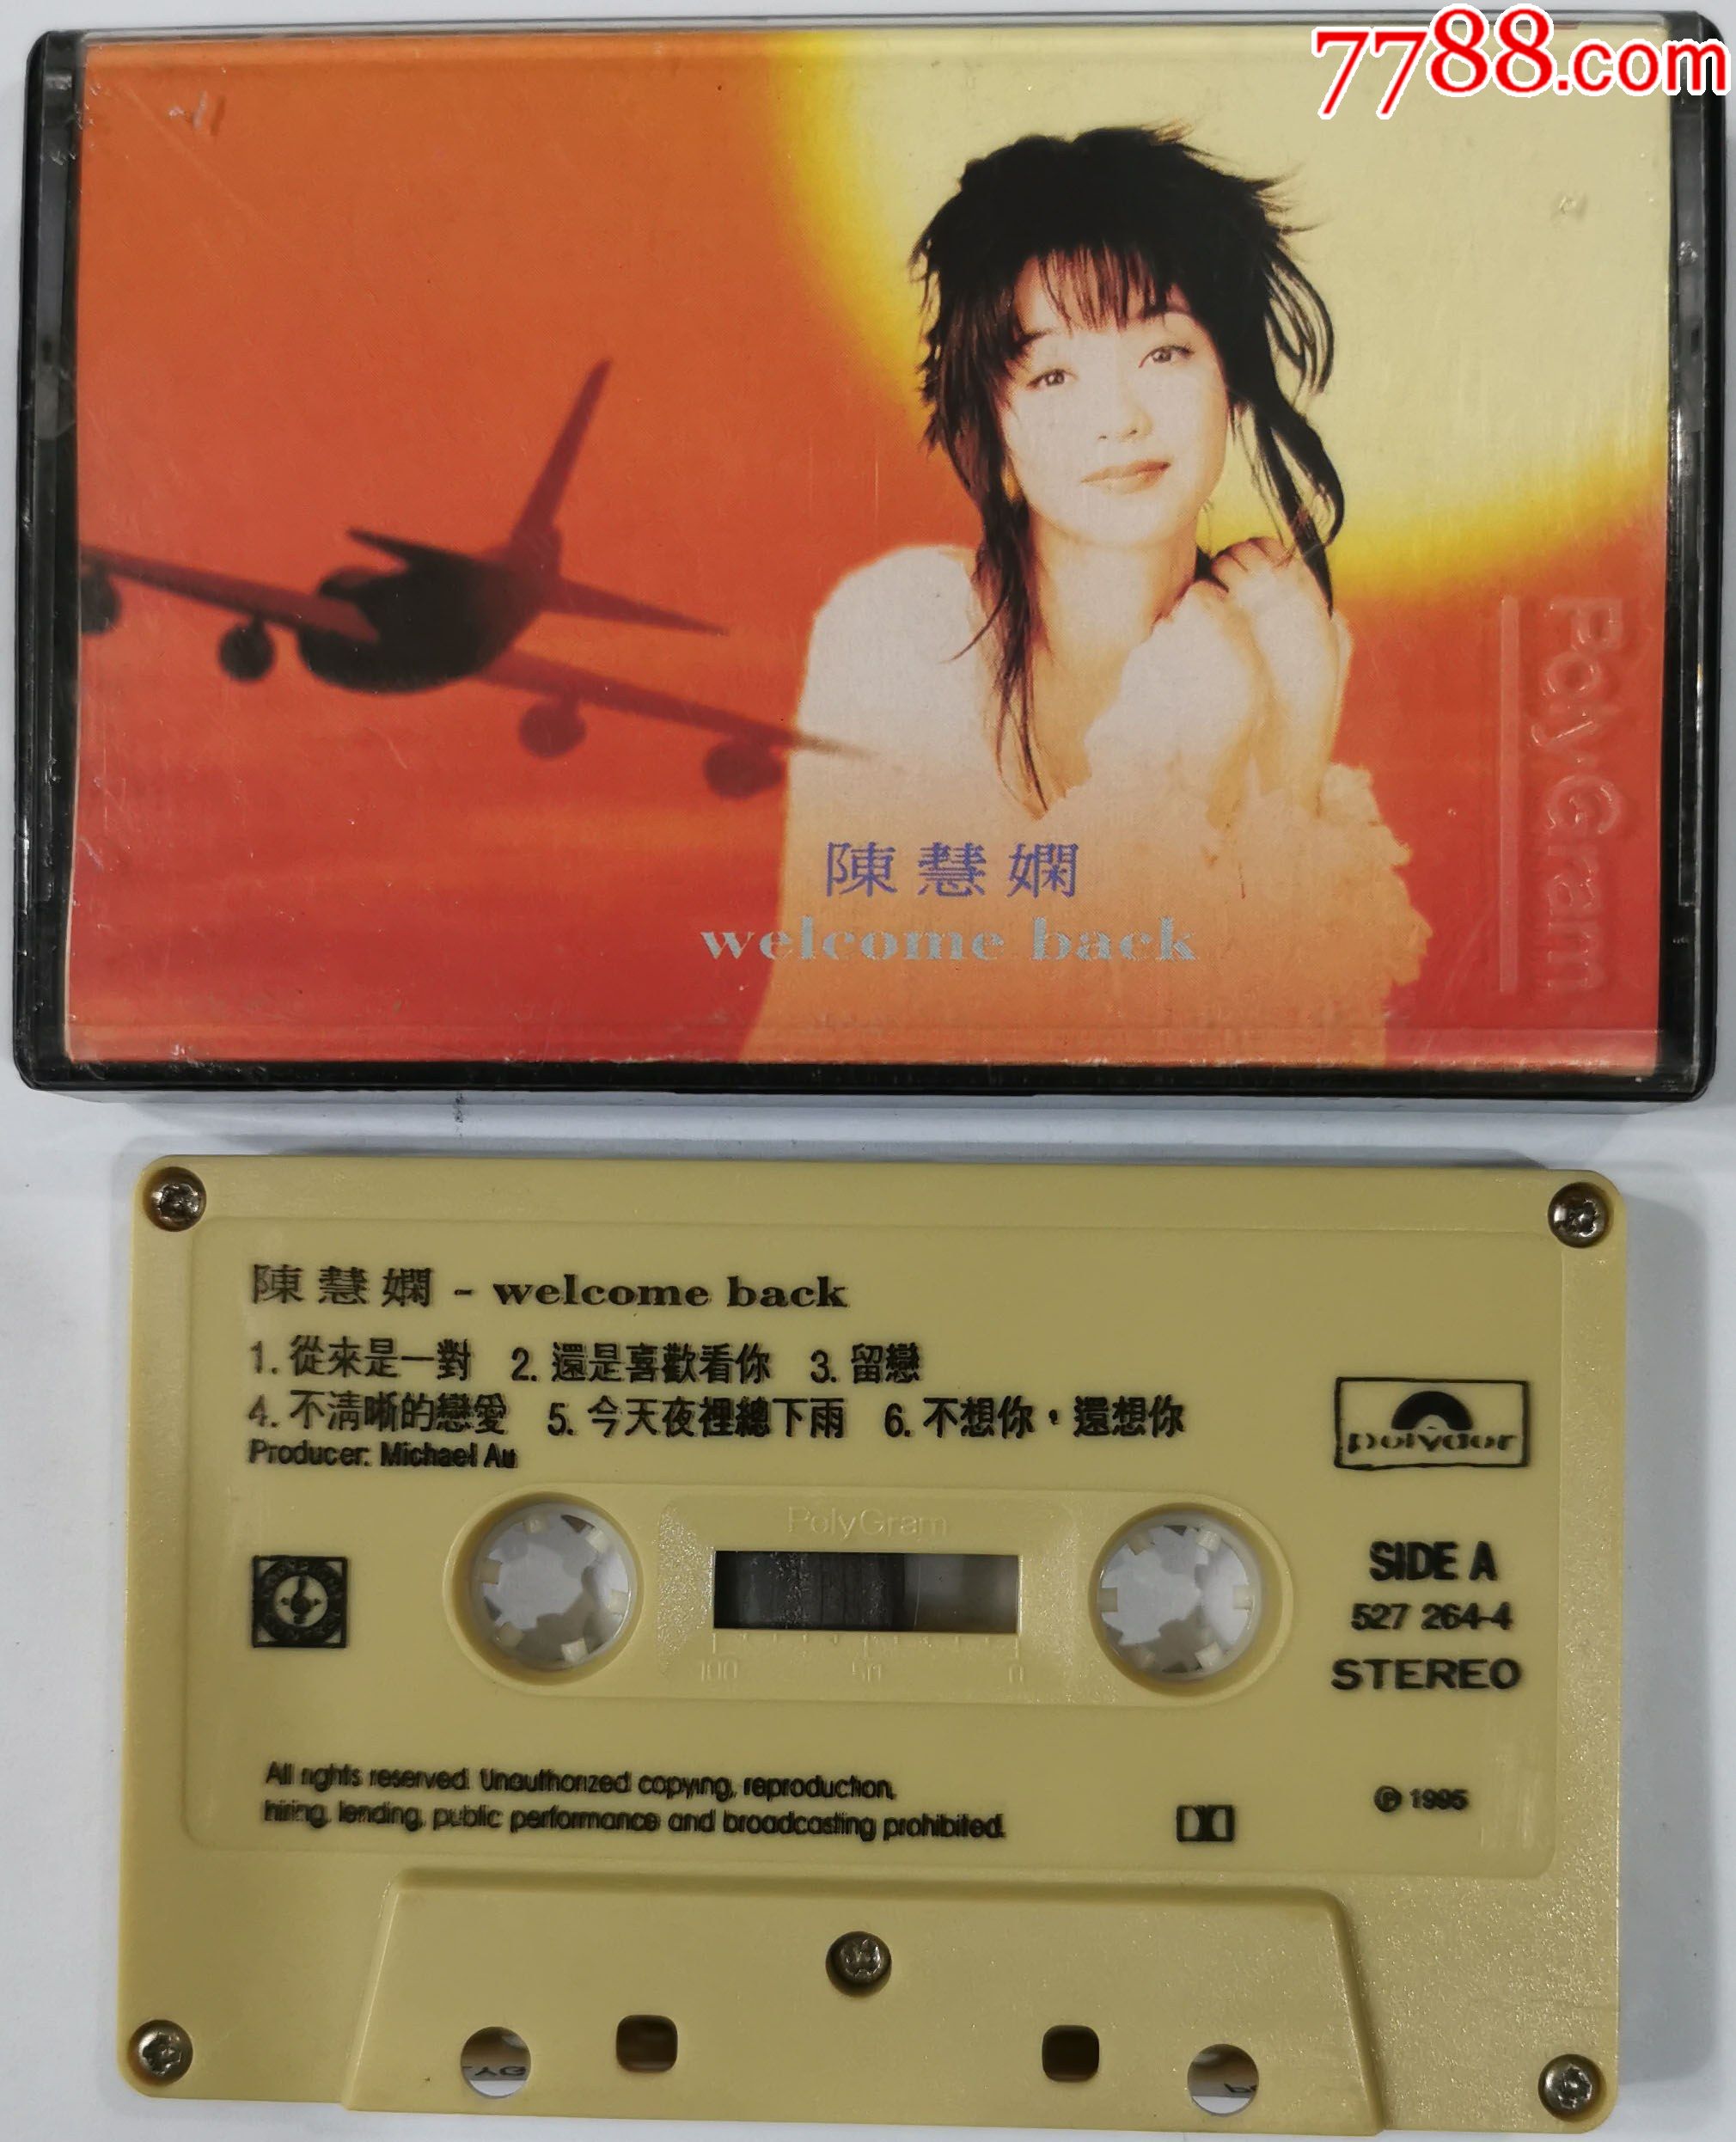 7788.com
PolyGram
陳慧嫻
welcome back
陳慧嫻 - welcome back
1. 從來是一對 2. 還是喜歡看你 3. 留戀
4. 不清晰的戀愛 5. 今天夜裡總下雨 6. 不想你，還想你
Producer: Michael Au
polydor
PolyGram
100 50 0
SIDE A
527 264-4
STEREO
All rights reserved. Unauthorized copying, reproduction,
hiring, lending, public performance and broadcasting prohibited.
℗ 1995